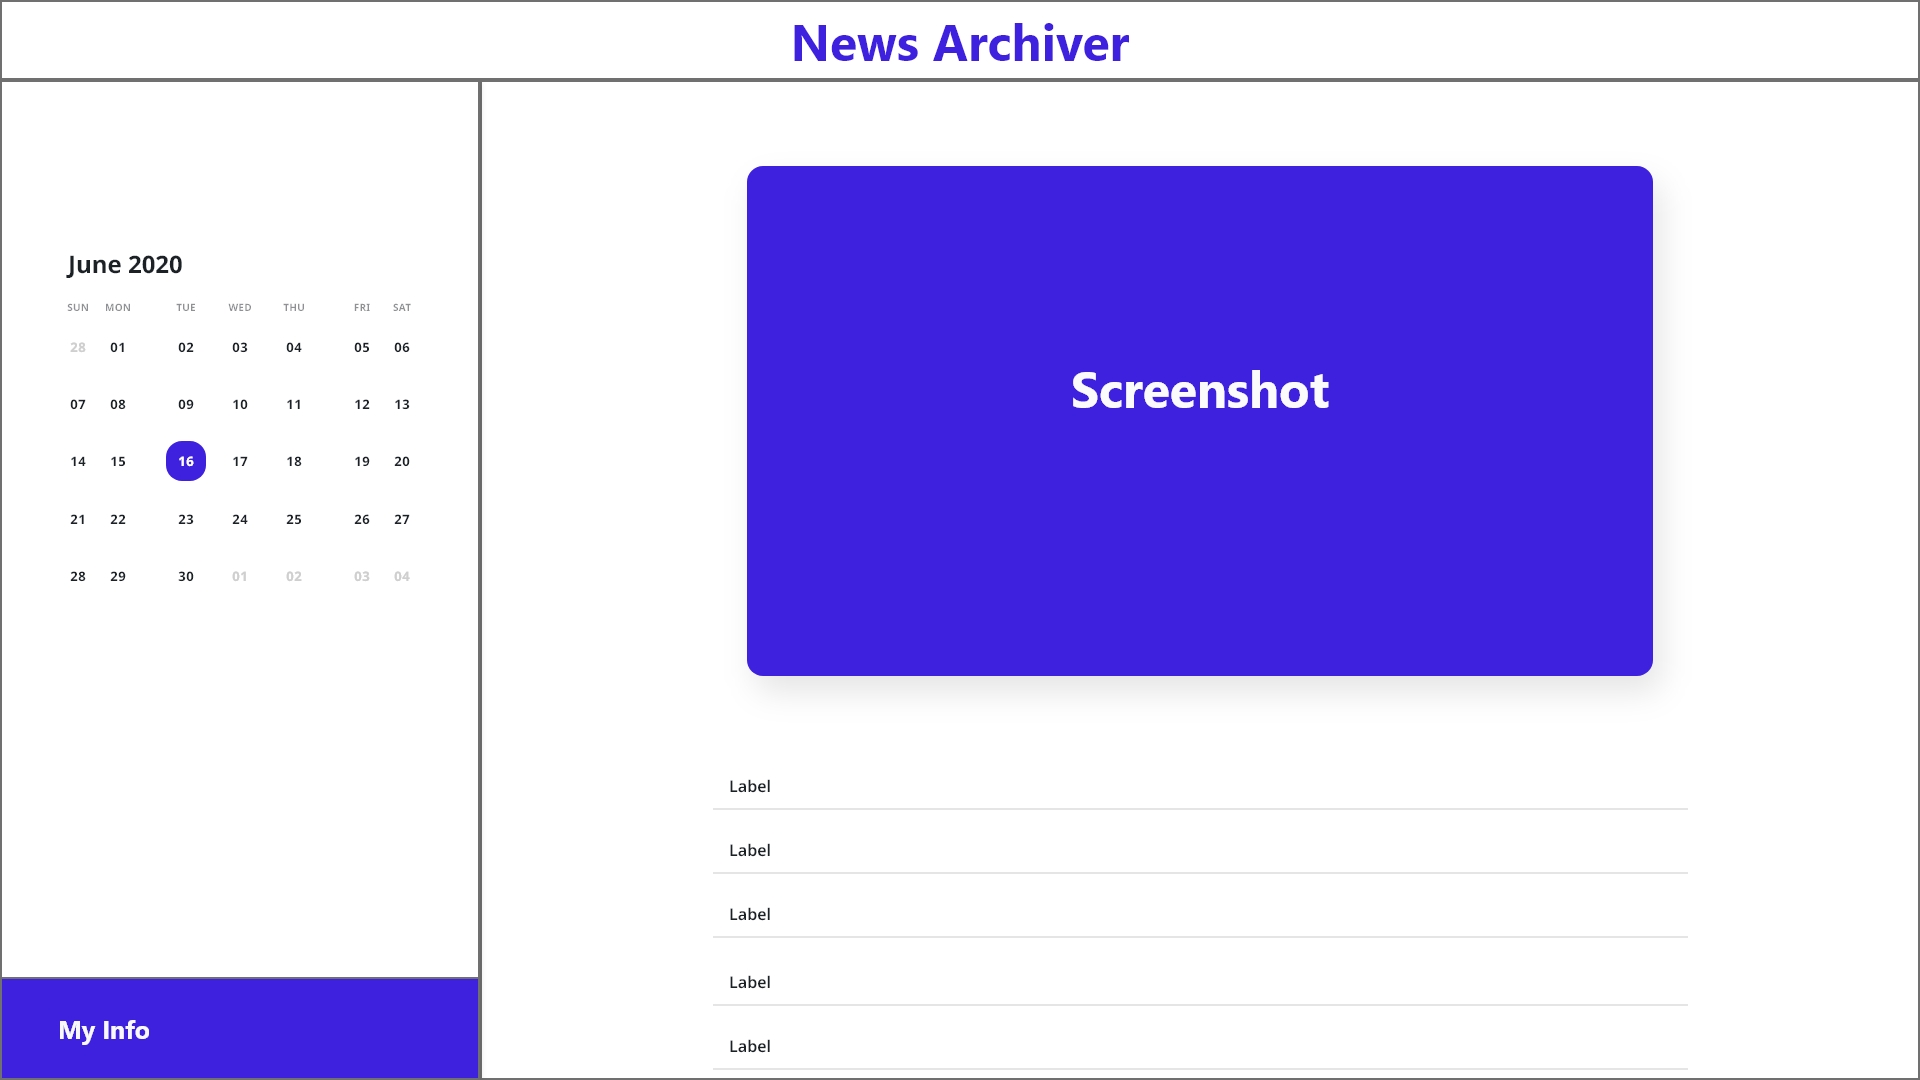 News Archiver
June 2020
SUN MON TUE WED THU FRI SAT
28 01 02 03 04 05 06
07 08 09 10 11 12 13
14 15 16 17 18 19 20
21 22 23 24 25 26 27
28 29 30 01 02 03 04
My Info
Screenshot
Label
Label
Label
Label
Label